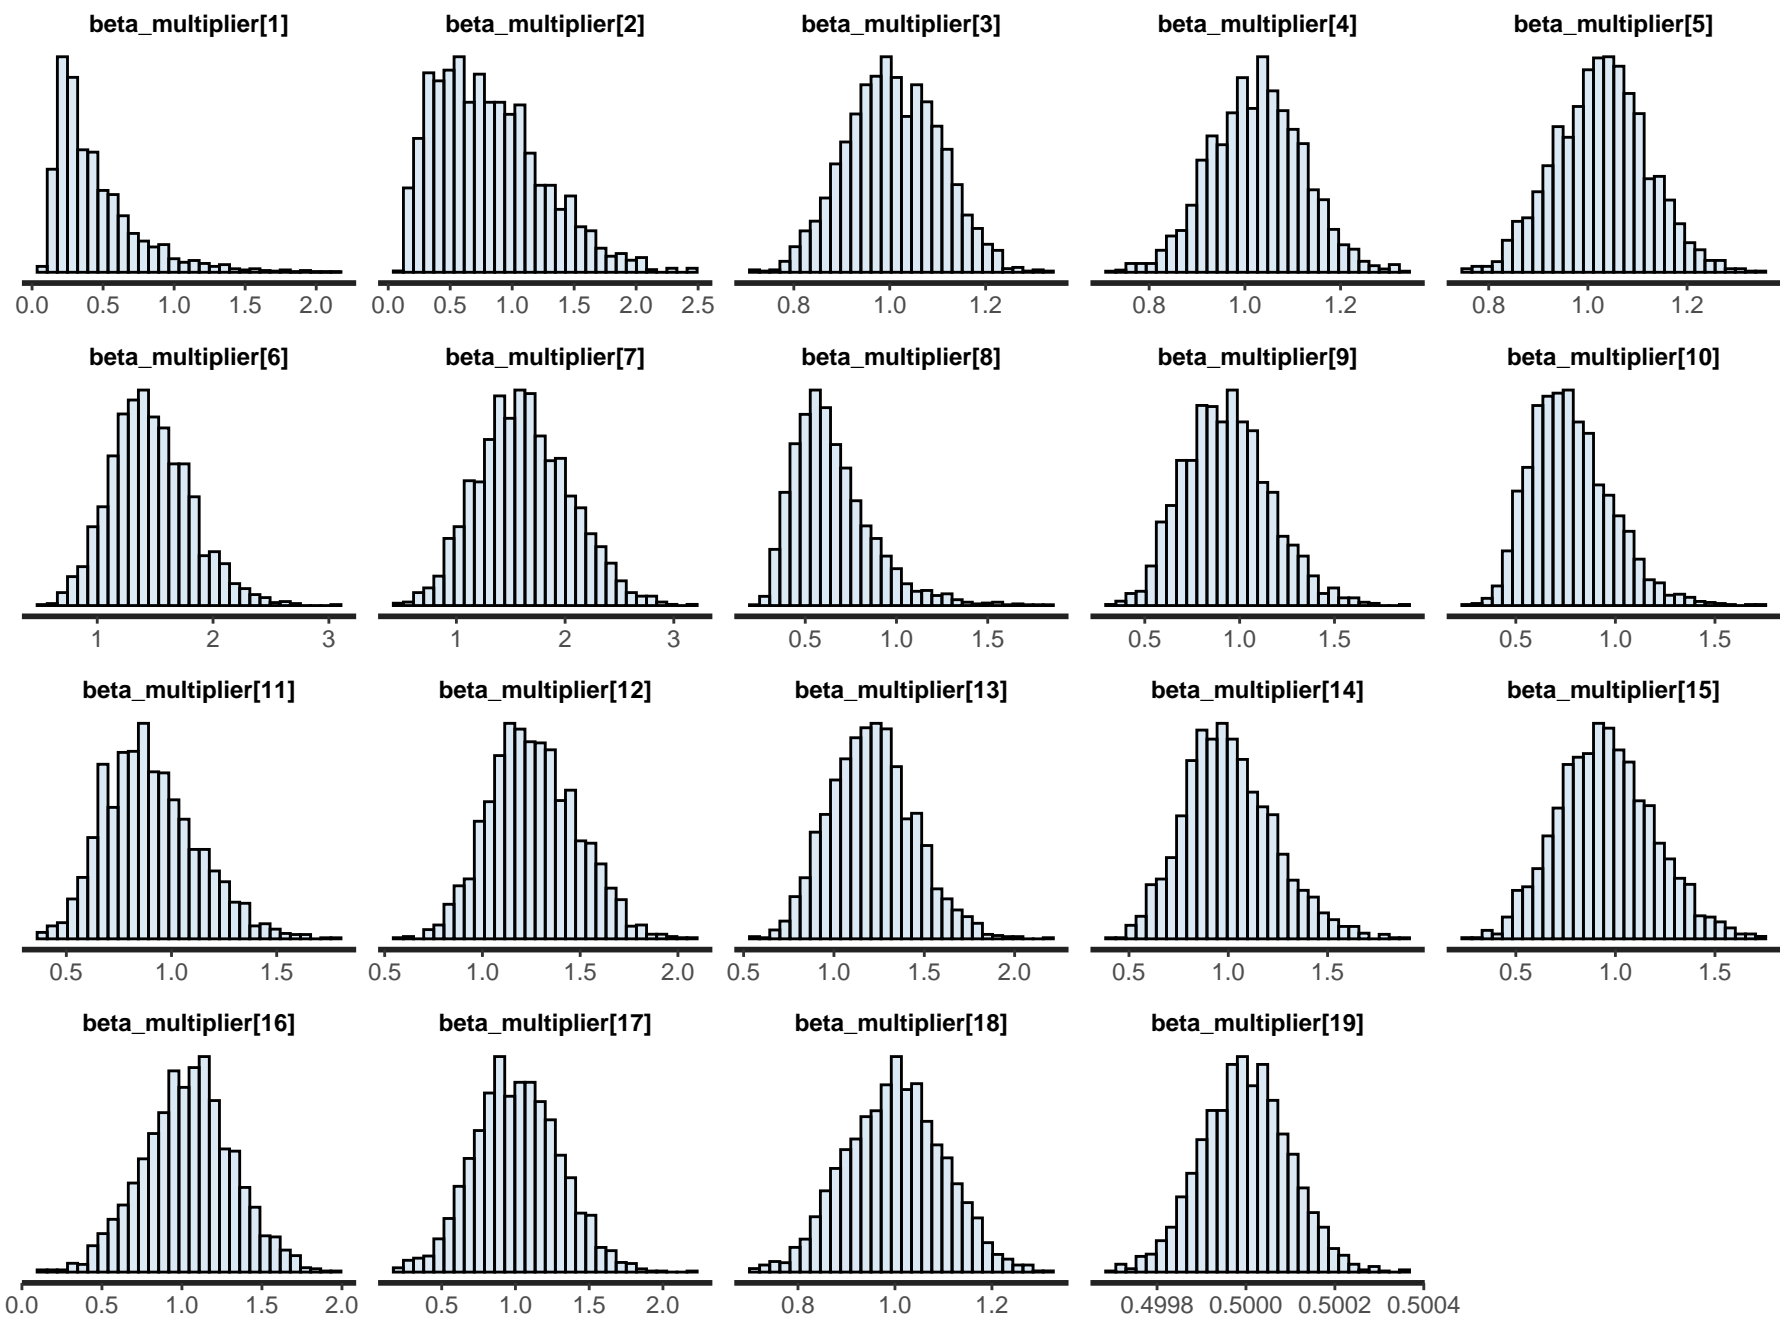 beta_multiplier[1] beta_multiplier[2] beta_multiplier[3] beta_multiplier[4] beta_multiplier[5]
0.0 0.5 1.0 1.5 2.0 0.0 0.5 1.0 1.5 2.0 2.5 0.8 1.0 1.2 0.8 1.0 1.2 0.8 1.0 1.2
beta_multiplier[6] beta_multiplier[7] beta_multiplier[8] beta_multiplier[9] beta_multiplier[10]
1 2 3 1 2 3 0.5 1.0 1.5 0.5 1.0 1.5 0.5 1.0 1.5
beta_multiplier[11] beta_multiplier[12] beta_multiplier[13] beta_multiplier[14] beta_multiplier[15]
0.5 1.0 1.5 0.5 1.0 1.5 2.0 0.5 1.0 1.5 2.0 0.5 1.0 1.5 0.5 1.0 1.5
beta_multiplier[16] beta_multiplier[17] beta_multiplier[18] beta_multiplier[19]
0.0 0.5 1.0 1.5 2.0 0.5 1.0 1.5 2.0 0.8 1.0 1.2 0.4998 0.5000 0.5002 0.5004